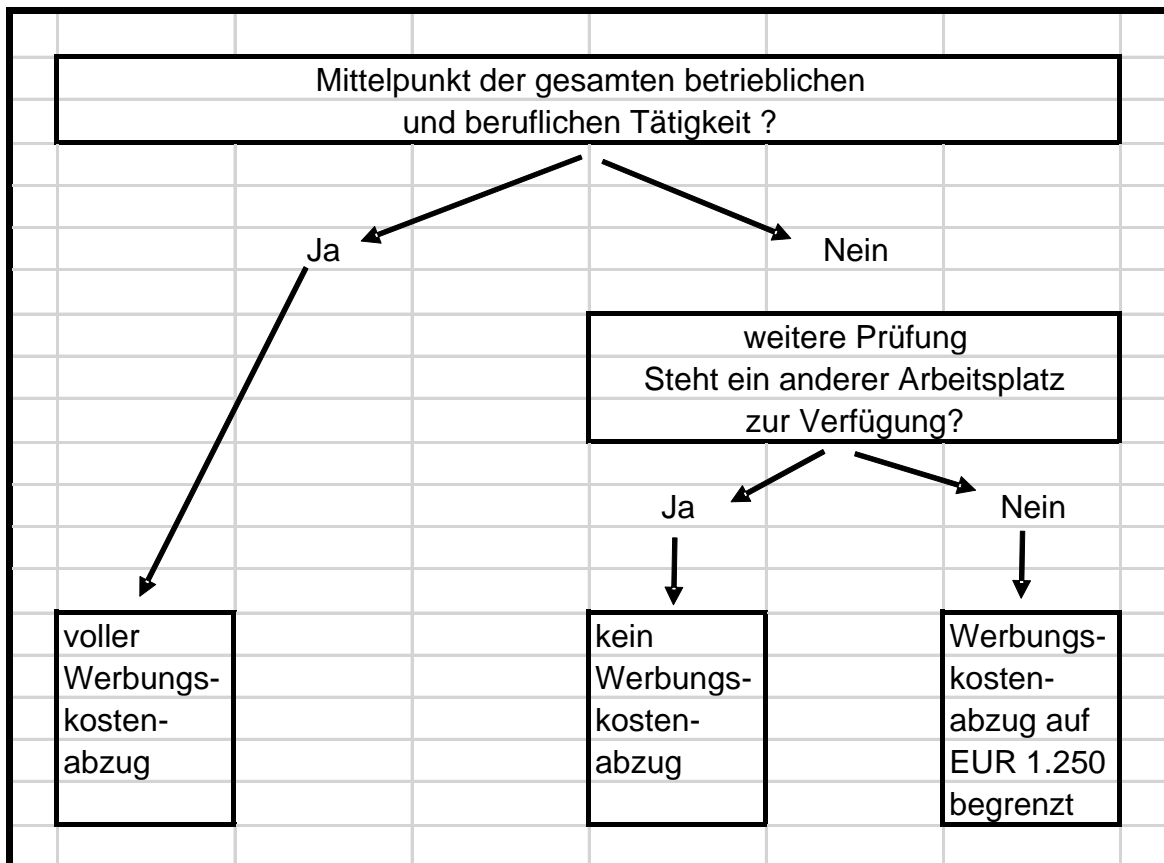 Mittelpunkt der gesamten betrieblichen
und beruflichen Tätigkeit ?
Ja
Nein
weitere Prüfung
Steht ein anderer Arbeitsplatz
zur Verfügung?
Ja
Nein
voller
Werbungs-
kosten-
abzug
kein
Werbungs-
kosten-
abzug
Werbungs-
kosten-
abzug auf
EUR 1.250
begrenzt